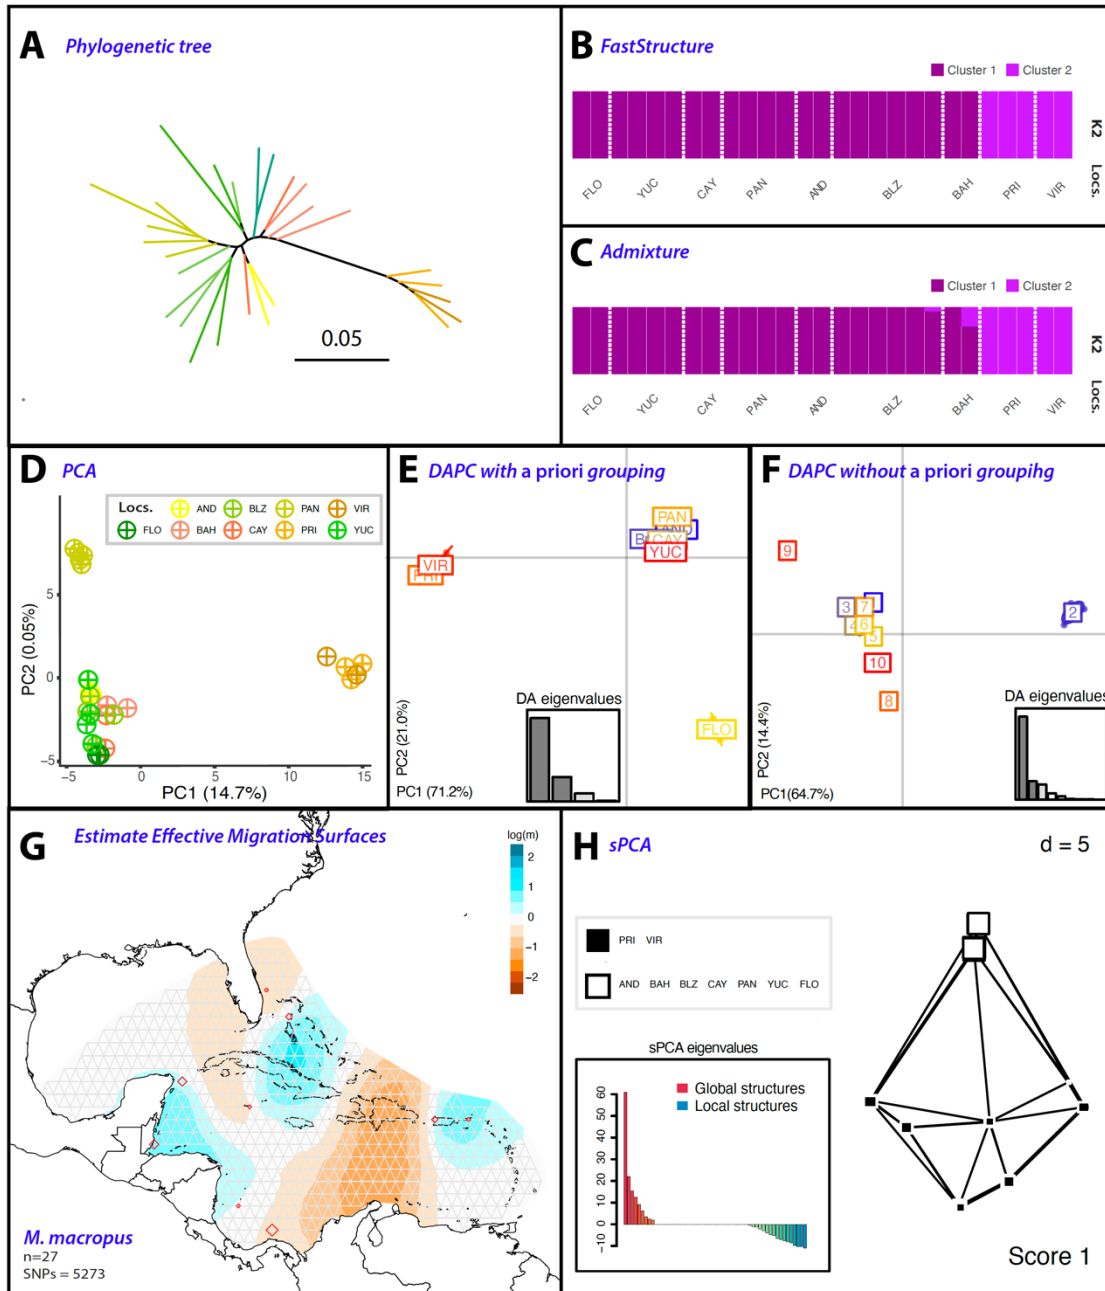 A Phylogenetic tree
0.05
B FastStructure
Cluster 1 Cluster 2
K2
Locs.
FLO YUC CAY PAN AND BLZ BAH PRI VIR
C Admixture
Cluster 1 Cluster 2
K2
Locs.
FLO YUC CAY PAN AND BLZ BAH PRI VIR
D PCA
Locs. AND BLZ PAN VIR
FLO BAH CAY PRI YUC
PC2 (0.05%)
5
0
-5
-5 0 5 10 15
PC1 (14.7%)
E DAPC with a priori grouping
PAN
CAY
YUC
VIR
PRI
FLO
DA eigenvalues
PC2 (21.0%)
PC1 (71.2%)
F DAPC without a priori groupihg
9
3 7
2
4 6
5
10
8
DA eigenvalues
PC2 (14.4%)
PC1(64.7%)
G Estimate Effective Migration Surfaces
log(m)
2
1
0
-1
-2
M. macropus
n=27
SNPs = 5273
H sPCA
d = 5
PRI VIR
AND BAH BLZ CAY PAN YUC FLO
sPCA eigenvalues
Global structures
Local structures
60
50
40
30
20
10
0
-10
Score 1